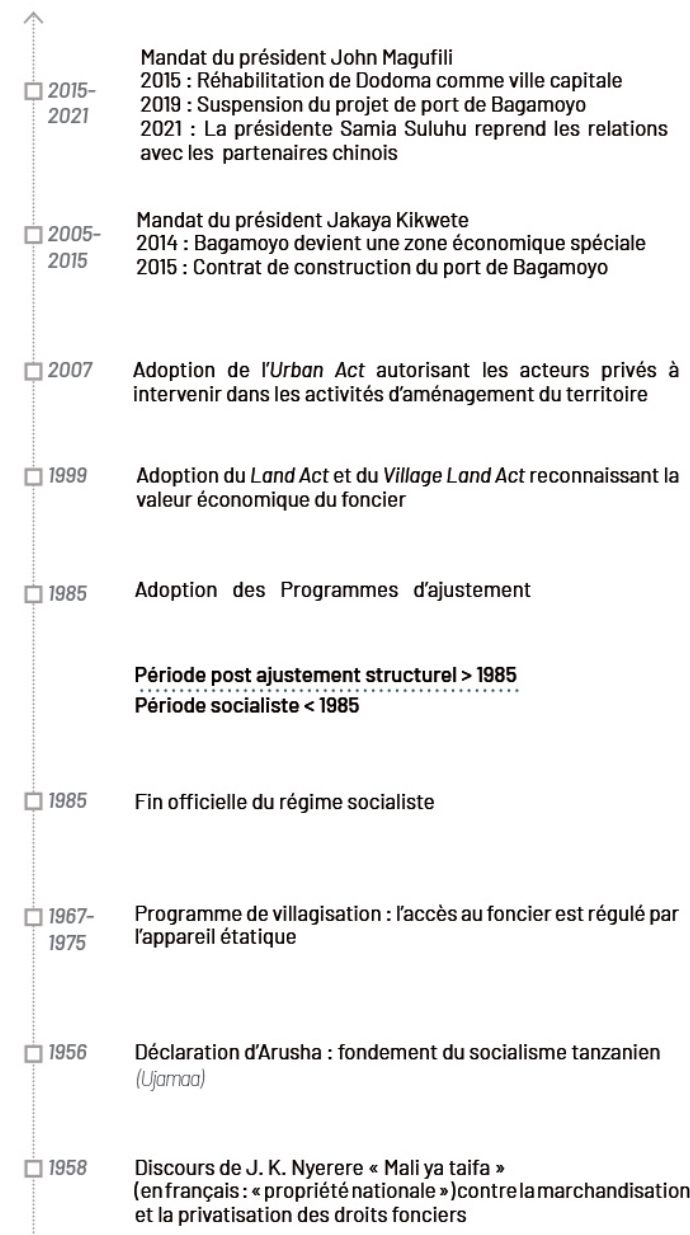 2015-
2021
Mandat du président John Magufili
2015 : Réhabilitation de Dodoma comme ville capitale
2019 : Suspension du projet de port de Bagamoyo
2021 : La présidente Samia Suluhu reprend les relations
avec les partenaires chinois
2005-
2015
Mandat du président Jakaya Kikwete
2014 : Bagamoyo devient une zone économique spéciale
2015 : Contrat de construction du port de Bagamoyo
2007
Adoption de l'Urban Act autorisant les acteurs privés à
intervenir dans les activités d'aménagement du territoire
1999
Adoption du Land Act et du Village Land Act reconnaissant la
valeur économique du foncier
1985
Adoption des Programmes d'ajustement
Période post ajustement structurel > 1985
Période socialiste < 1985
1985
Fin officielle du régime socialiste
1967-
1975
Programme de villagisation : l'accès au foncier est régulé par
l'appareil étatique
1956
Déclaration d'Arusha : fondement du socialisme tanzanien
(Ujamaa)
1958
Discours de J. K. Nyerere « Mali ya taifa »
(en français : « propriété nationale ») contre la marchandisation
et la privatisation des droits fonciers